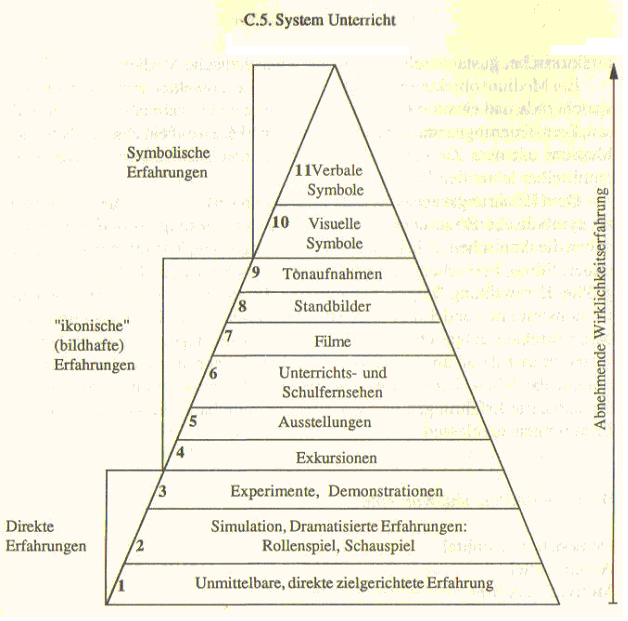 C.5. System Unterricht
Symbolische
Erfahrungen
11 Verbale
Symbole
10 Visuelle
Symbole
"ikonische"
(bildhafte)
Erfahrungen
9 Tonaufnahmen
8 Standbilder
7 Filme
6 Unterrichts- und
Schulfernsehen
5 Ausstellungen
4 Exkursionen
Direkte
Erfahrungen
3 Experimente, Demonstrationen
2 Simulation, Dramatisierte Erfahrungen:
Rollenspiel, Schauspiel
1 Unmittelbare, direkte zielgerichtete Erfahrung
Abnehmende Wirklichkeitserfahrung